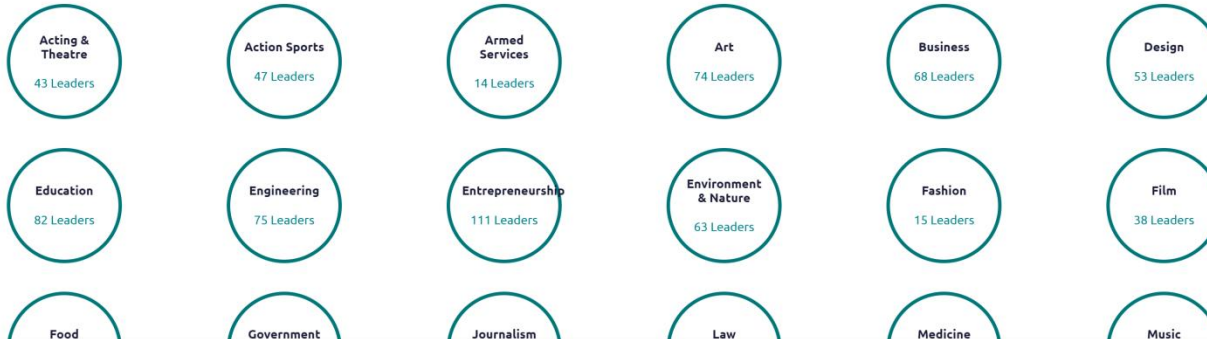 Acting &
Theatre
43 Leaders
Action Sports
47 Leaders
Armed
Services
14 Leaders
Art
74 Leaders
Business
68 Leaders
Design
53 Leaders
Education
82 Leaders
Engineering
75 Leaders
Entrepreneurship
111 Leaders
Environment
& Nature
63 Leaders
Fashion
15 Leaders
Film
38 Leaders
Food
Government
Journalism
Law
Medicine
Music